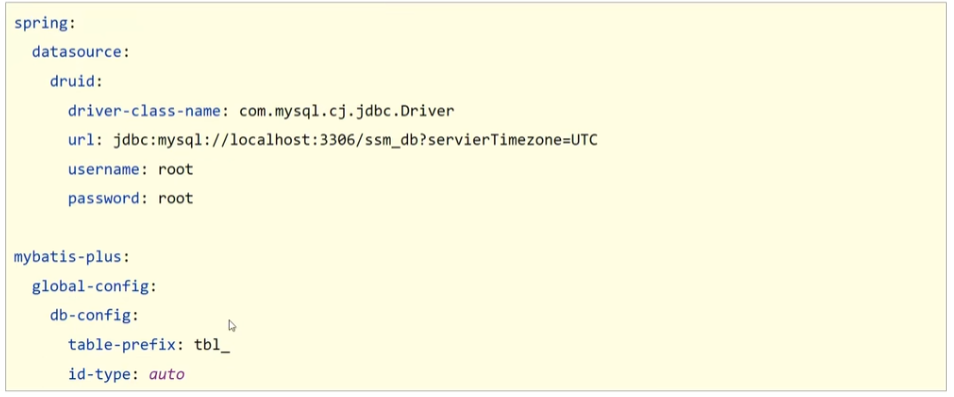 spring:
  datasource:
    druid:
      driver-class-name: com.mysql.cj.jdbc.Driver
      url: jdbc:mysql://localhost:3306/ssm_db?servierTimezone=UTC
      username: root
      password: root
mybatis-plus:
  global-config:
    db-config:
      table-prefix: tbl_
      id-type: auto